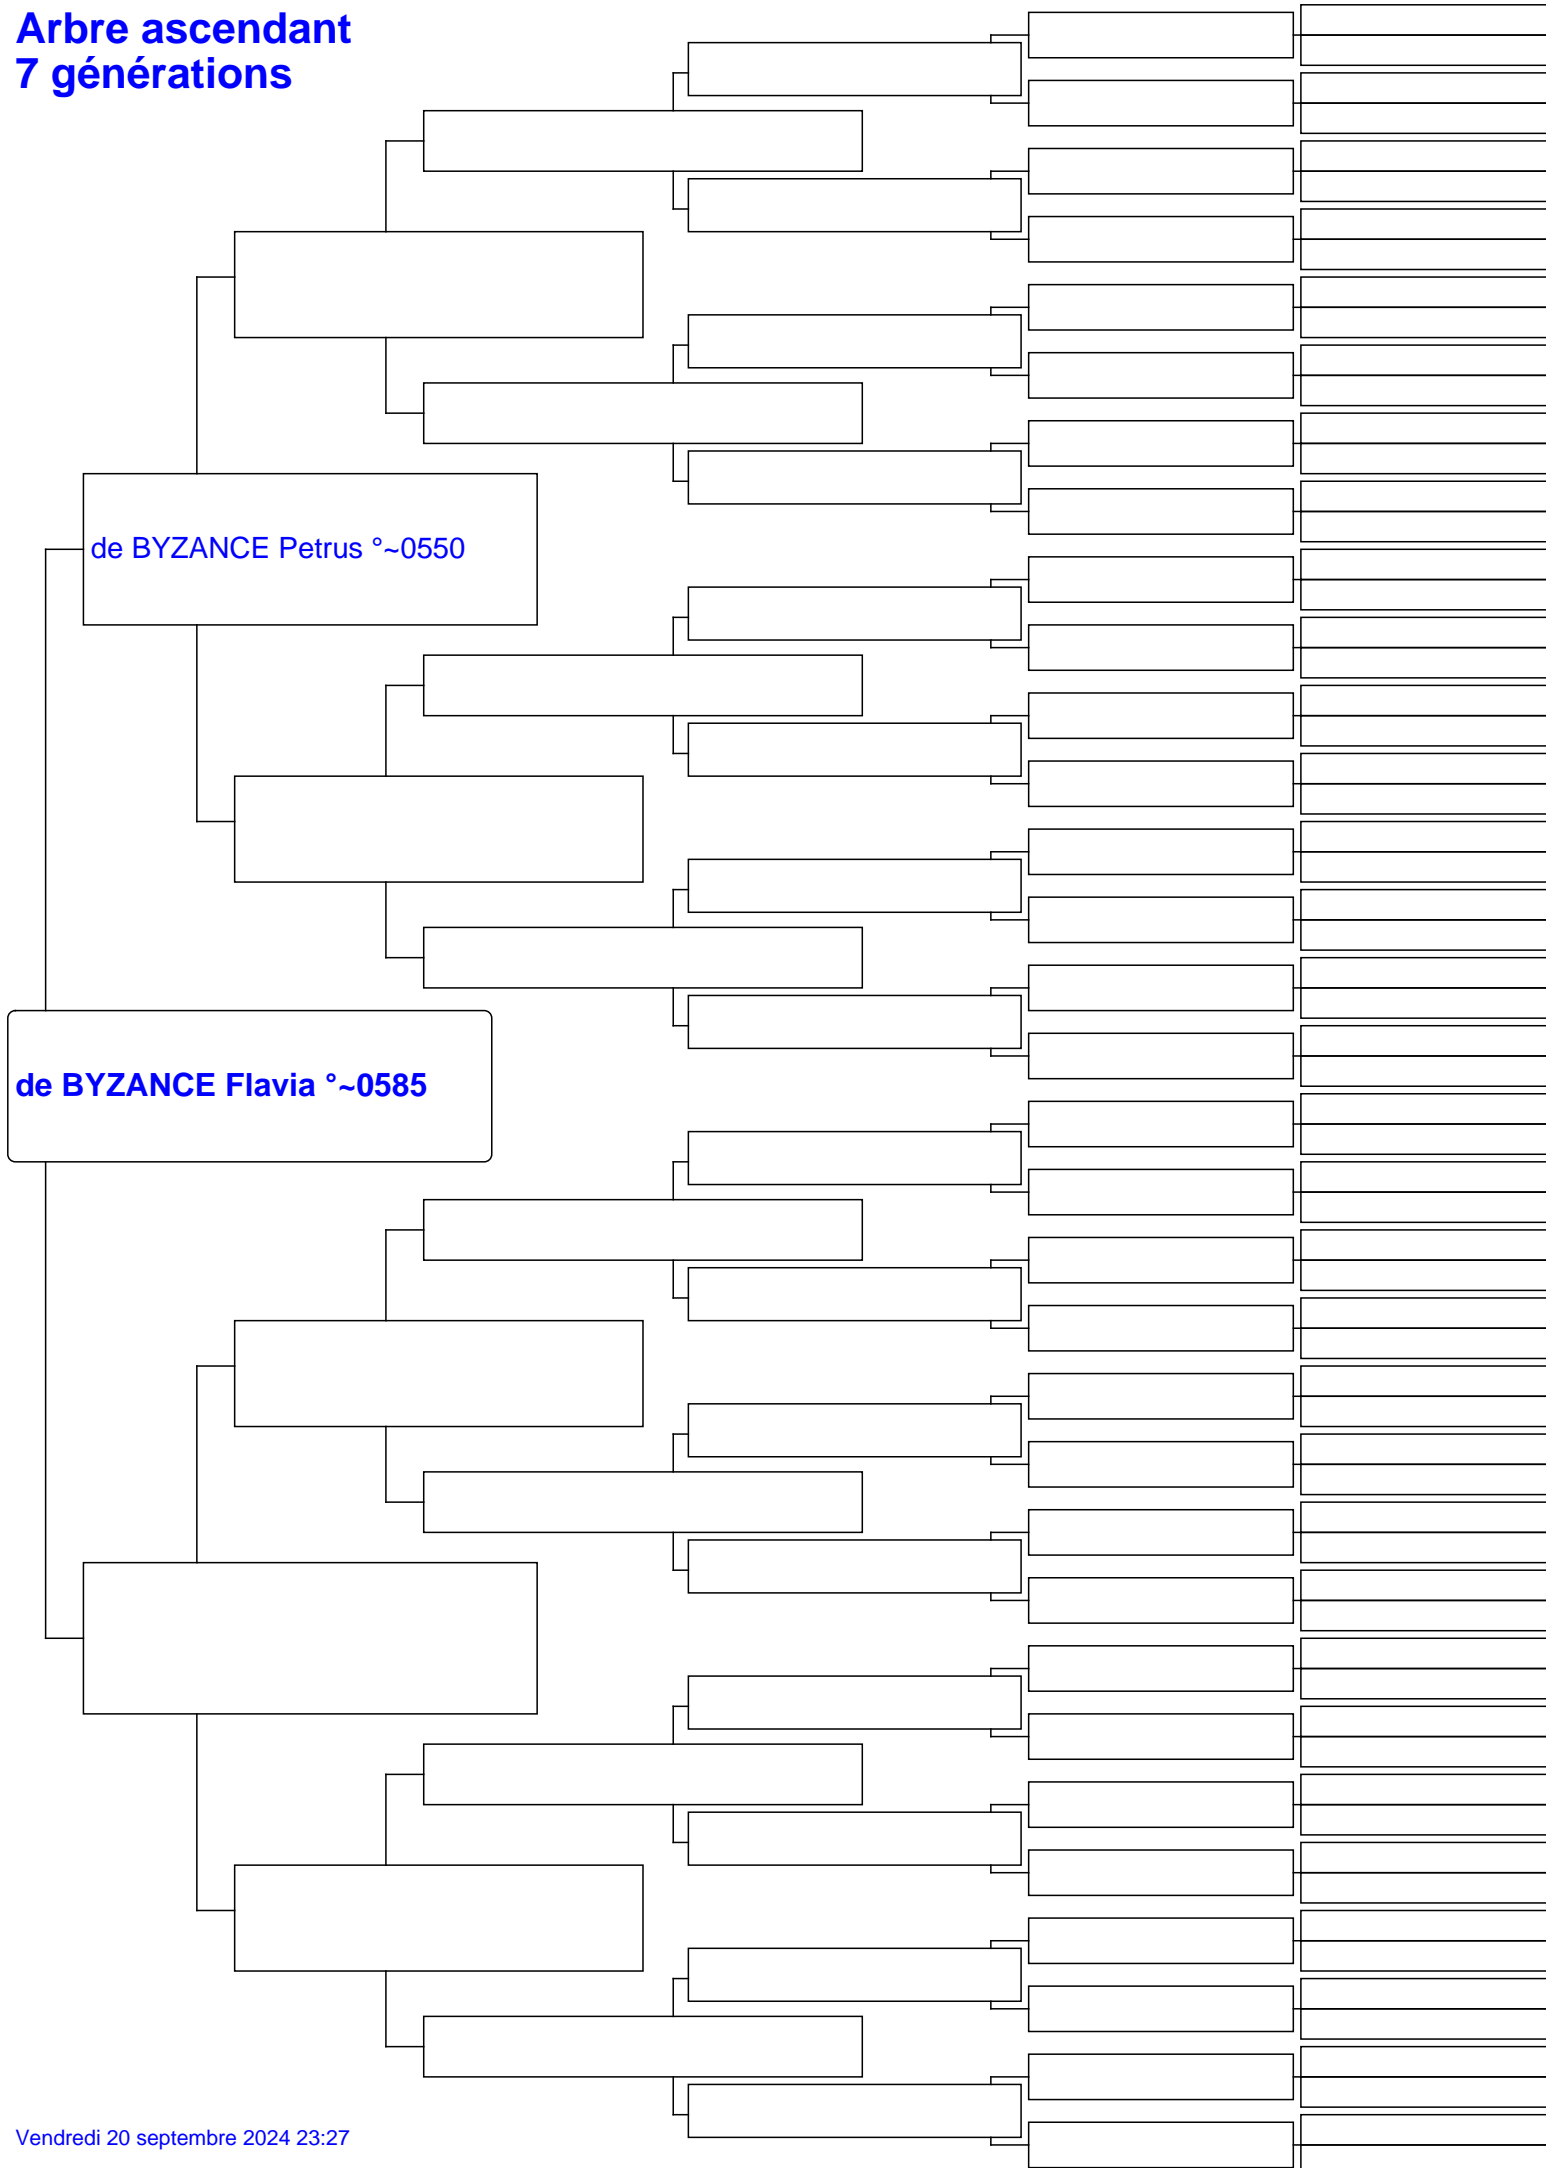 Arbre ascendant
7 générations
de BYZANCE Petrus °~0550
de BYZANCE Flavia °~0585
Vendredi 20 septembre 2024 23:27